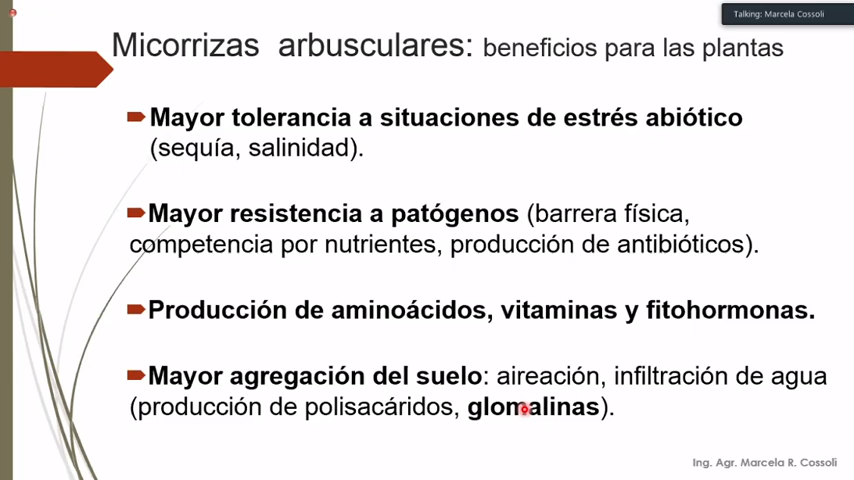 Talking: Marcela Cossoli
Micorrizas arbusculares: beneficios para las plantas
Mayor tolerancia a situaciones de estrés abiótico
(sequía, salinidad).
Mayor resistencia a patógenos (barrera física,
competencia por nutrientes, producción de antibióticos).
Producción de aminoácidos, vitaminas y fitohormonas.
Mayor agregación del suelo: aireación, infiltración de agua
(producción de polisacáridos, glomalinas).
Ing. Agr. Marcela R. Cossoli